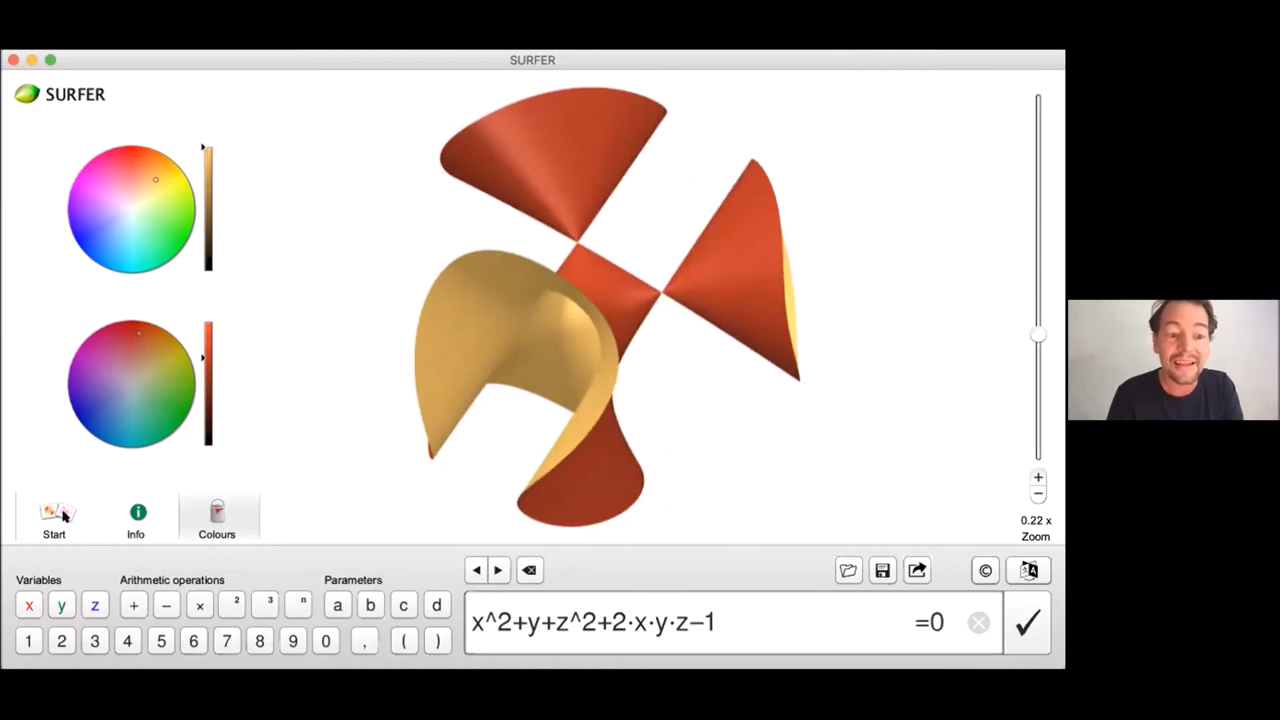 SURFER
SURFER
Start
Info
Colours
0.22 x
Zoom
+
−
Variables
Arithmetic operations
Parameters
x y z + − × 2 3 n a b c d
1 2 3 4 5 6 7 8 9 0 , ( )
x^2+y+z^2+2·x·y·z−1
=0
©
A